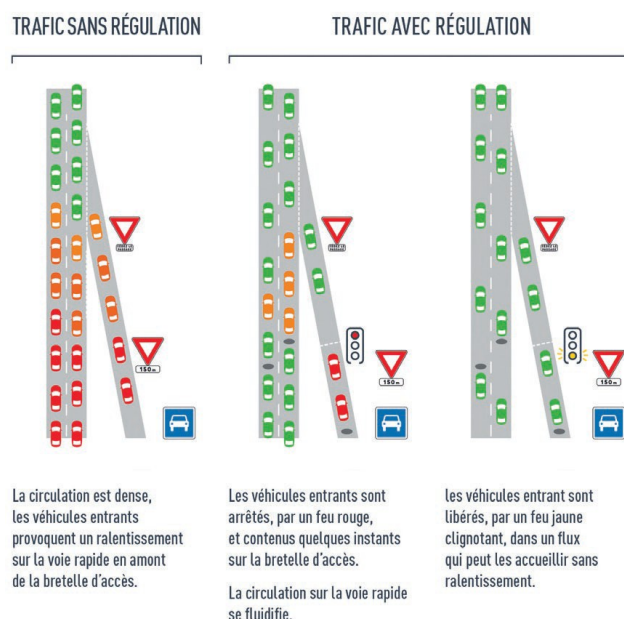 TRAFIC SANS RÉGULATION
TRAFIC AVEC RÉGULATION
150m
150m
150m
La circulation est dense,
les véhicules entrants
provoquent un ralentissement
sur la voie rapide en amont
de la bretelle d'accès.
Les véhicules entrants sont
arrêtés, par un feu rouge,
et contenus quelques instants
sur la bretelle d'accès.
La circulation sur la voie rapide
se fluidifie.
les véhicules entrant sont
libérés, par un feu jaune
clignotant, dans un flux
qui peut les accueillir sans
ralentissement.